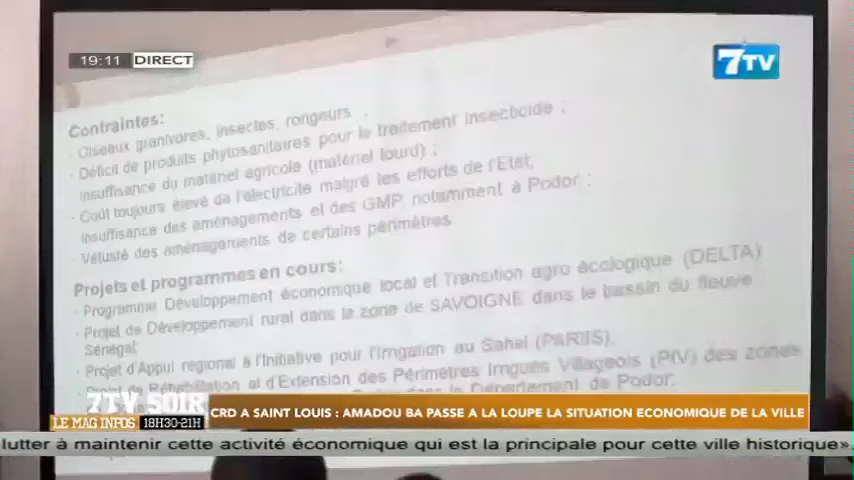 19:11 DIRECT
7TV
Contraintes:
· Oiseaux granivores, insectes, rongeurs .
· Déficit de produits phytosanitaires pour le traitement insecticide ;
insuffisance du matériel agricole (matériel lourd) ;
· Coût toujours élevé de l'électricité malgré les efforts de l'Etat,
insuffisance des aménagements et des GMP, notamment à Podor ;
· Vétusté des aménagements de certains périmètres.
Projets et programmes en cours:
· Programme Développement économique local et Transition agro écologique (DELTA)
· Projet de Développement rural dans la zone de SAVOIGNE dans le bassin du fleuve
Sénégal;
· Projet d'Appui régional à l'Initiative pour l'Irrigation au Sahel (PARIIS),
· Projet de Réhabilitation et d'Extension des Périmètres Irrigués Villageois (PIV) des zones
dans le Département de Podor.
7TV SOIR
LE MAG INFOS 18H30-21H
CRD A SAINT LOUIS : AMADOU BA PASSE A LA LOUPE LA SITUATION ECONOMIQUE DE LA VILLE
lutter à maintenir cette activité économique qui est la principale pour cette ville historique».